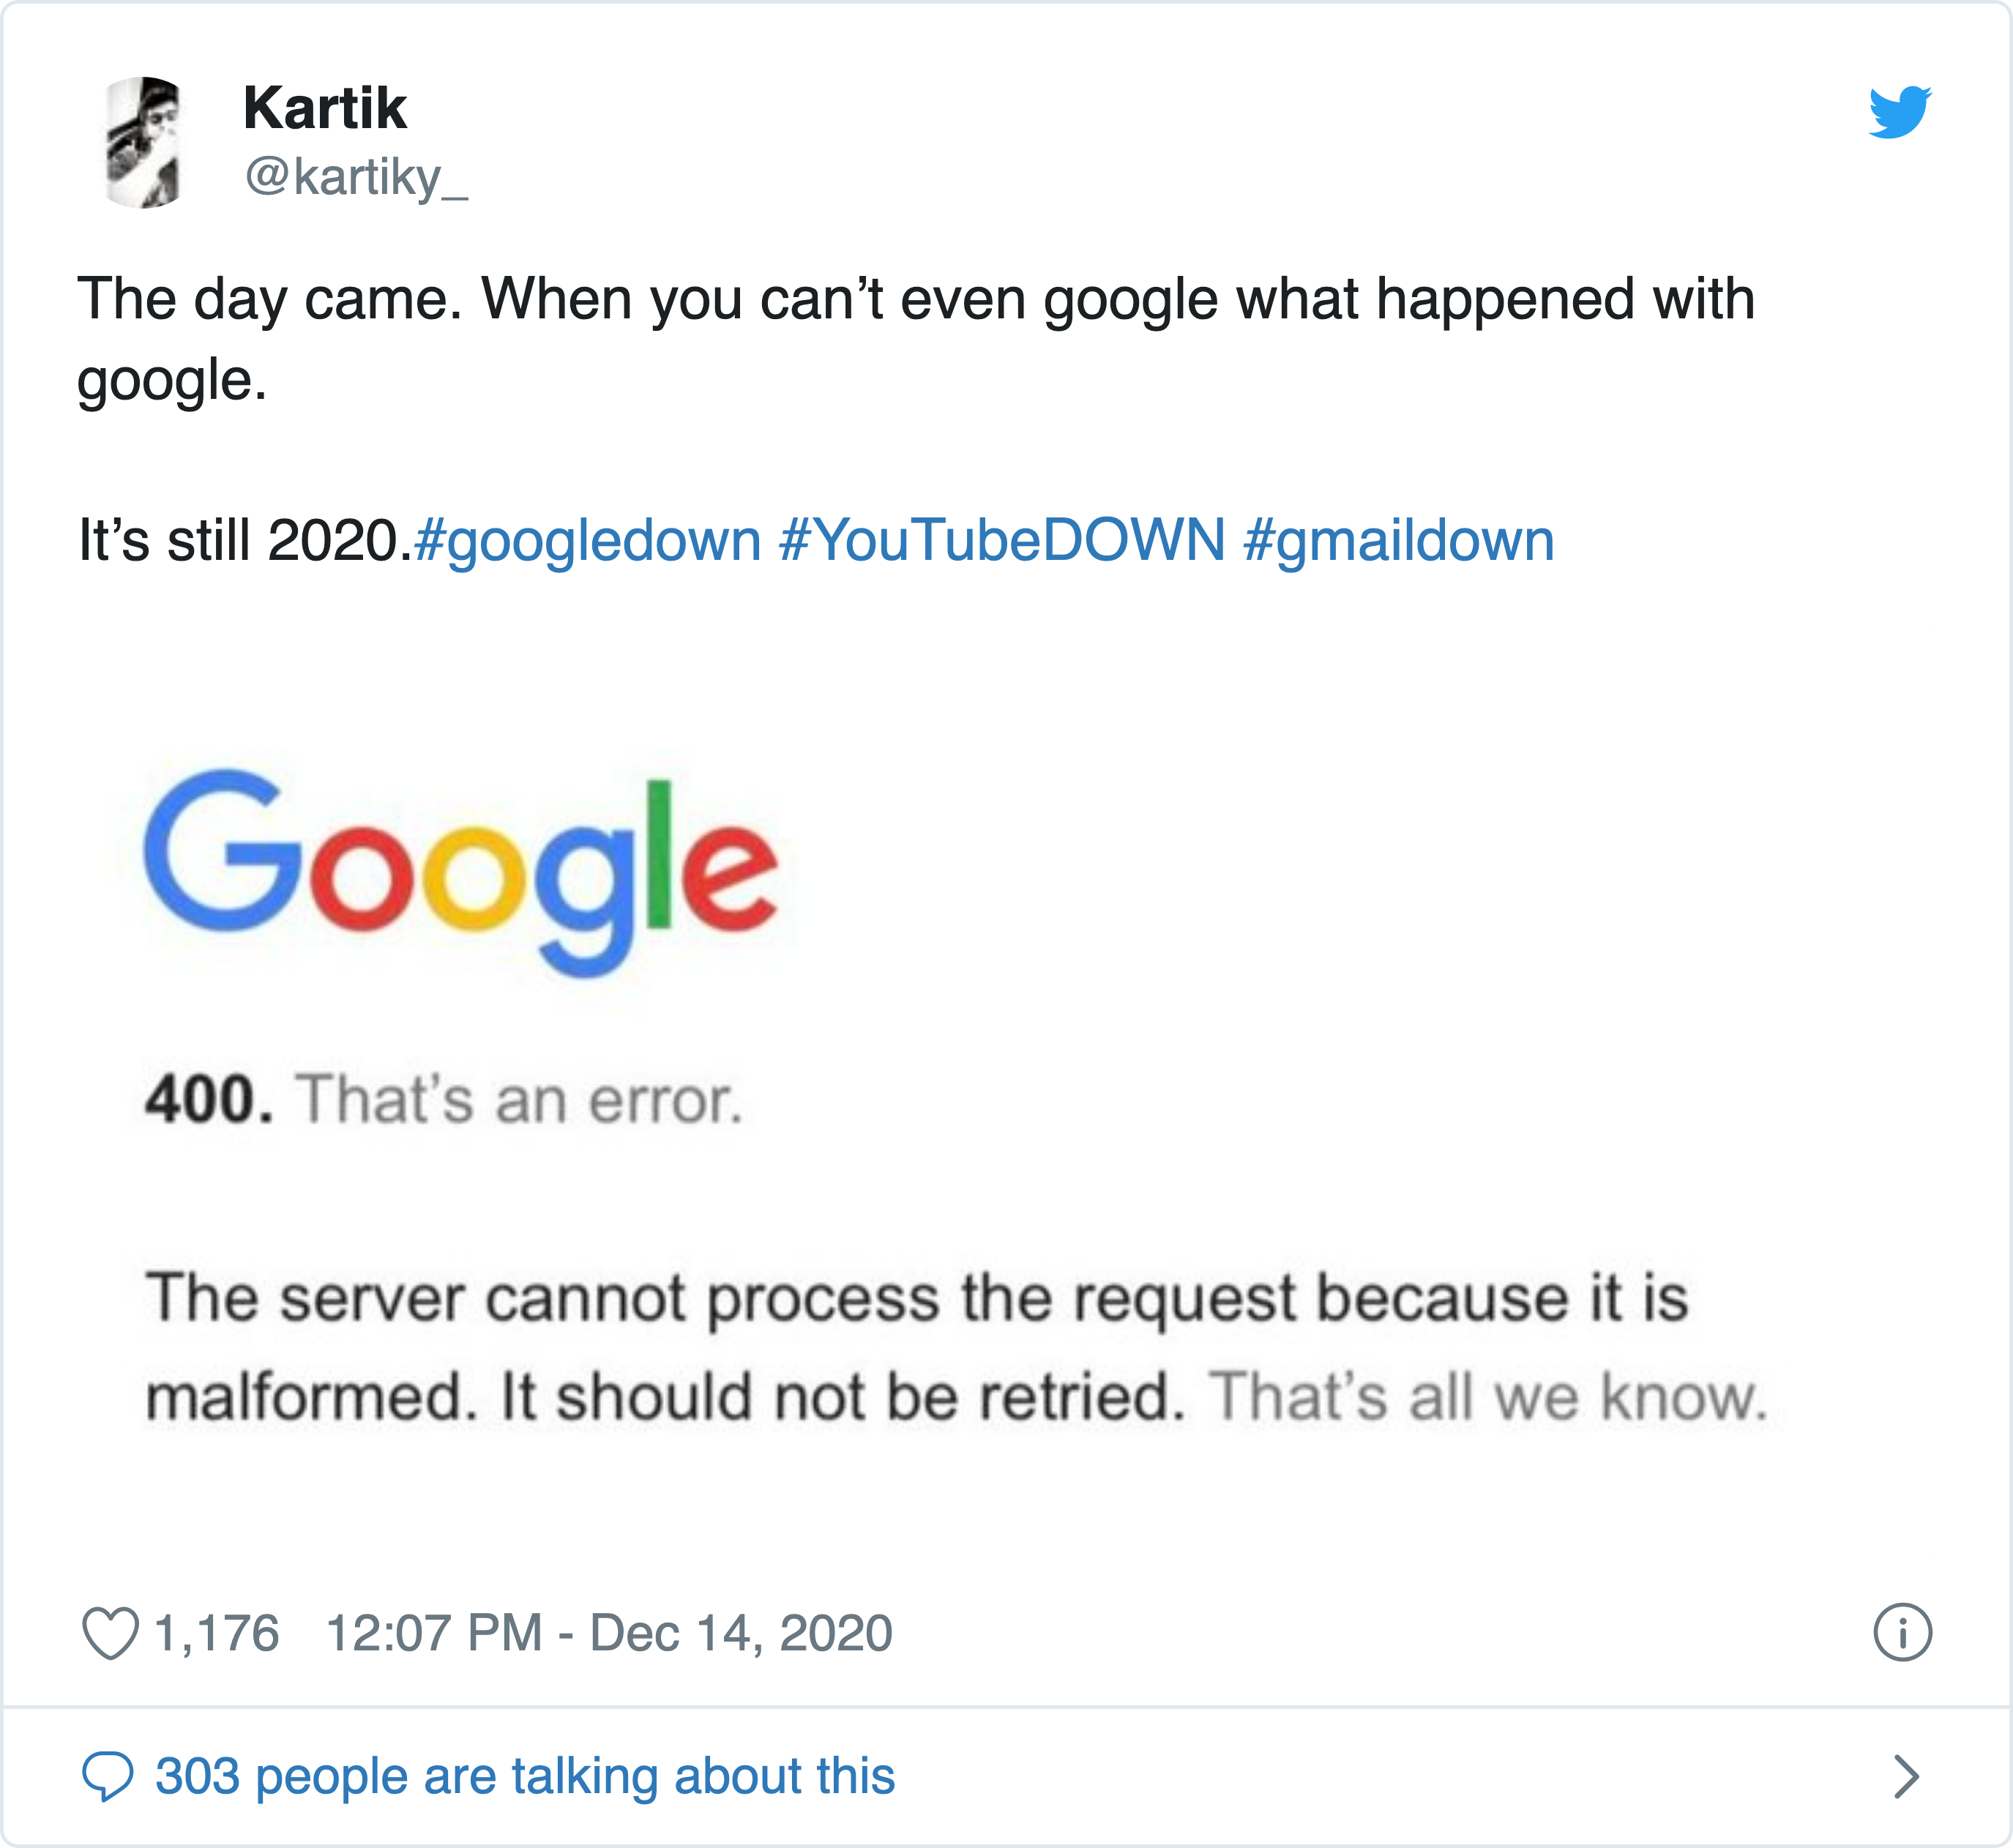 Kartik
@kartiky_
The day came. When you can’t even google what happened with
google.
It’s still 2020.#googledown #YouTubeDOWN #gmaildown
Google
400. That’s an error.
The server cannot process the request because it is
malformed. It should not be retried. That’s all we know.
1,176 12:07 PM - Dec 14, 2020
303 people are talking about this